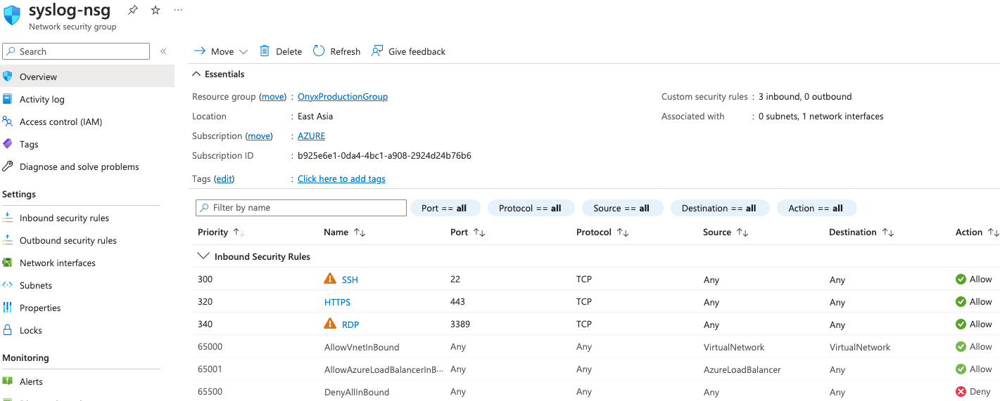 syslog-nsg
Network security group
Search
Overview
Activity log
Access control (IAM)
Tags
Diagnose and solve problems
Settings
Inbound security rules
Outbound security rules
Network interfaces
Subnets
Properties
Locks
Monitoring
Alerts
Move Delete Refresh Give feedback
Essentials
Resource group (move) : OnyxProductionGroup
Location : East Asia
Subscription (move) : AZURE
Subscription ID : b925e6e1-0da4-4bc1-a908-2924d24b76b6
Tags (edit) : Click here to add tags
Custom security rules : 3 inbound, 0 outbound
Associated with : 0 subnets, 1 network interfaces
Filter by name Port == all Protocol == all Source == all Destination == all Action == all
Priority Name Port Protocol Source Destination Action
Inbound Security Rules
300 SSH 22 TCP Any Any Allow
320 HTTPS 443 TCP Any Any Allow
340 RDP 3389 TCP Any Any Allow
65000 AllowVnetInBound Any Any VirtualNetwork VirtualNetwork Allow
65001 AllowAzureLoadBalancerInB... Any Any AzureLoadBalancer Any Allow
65500 DenyAllInBound Any Any Any Any Deny